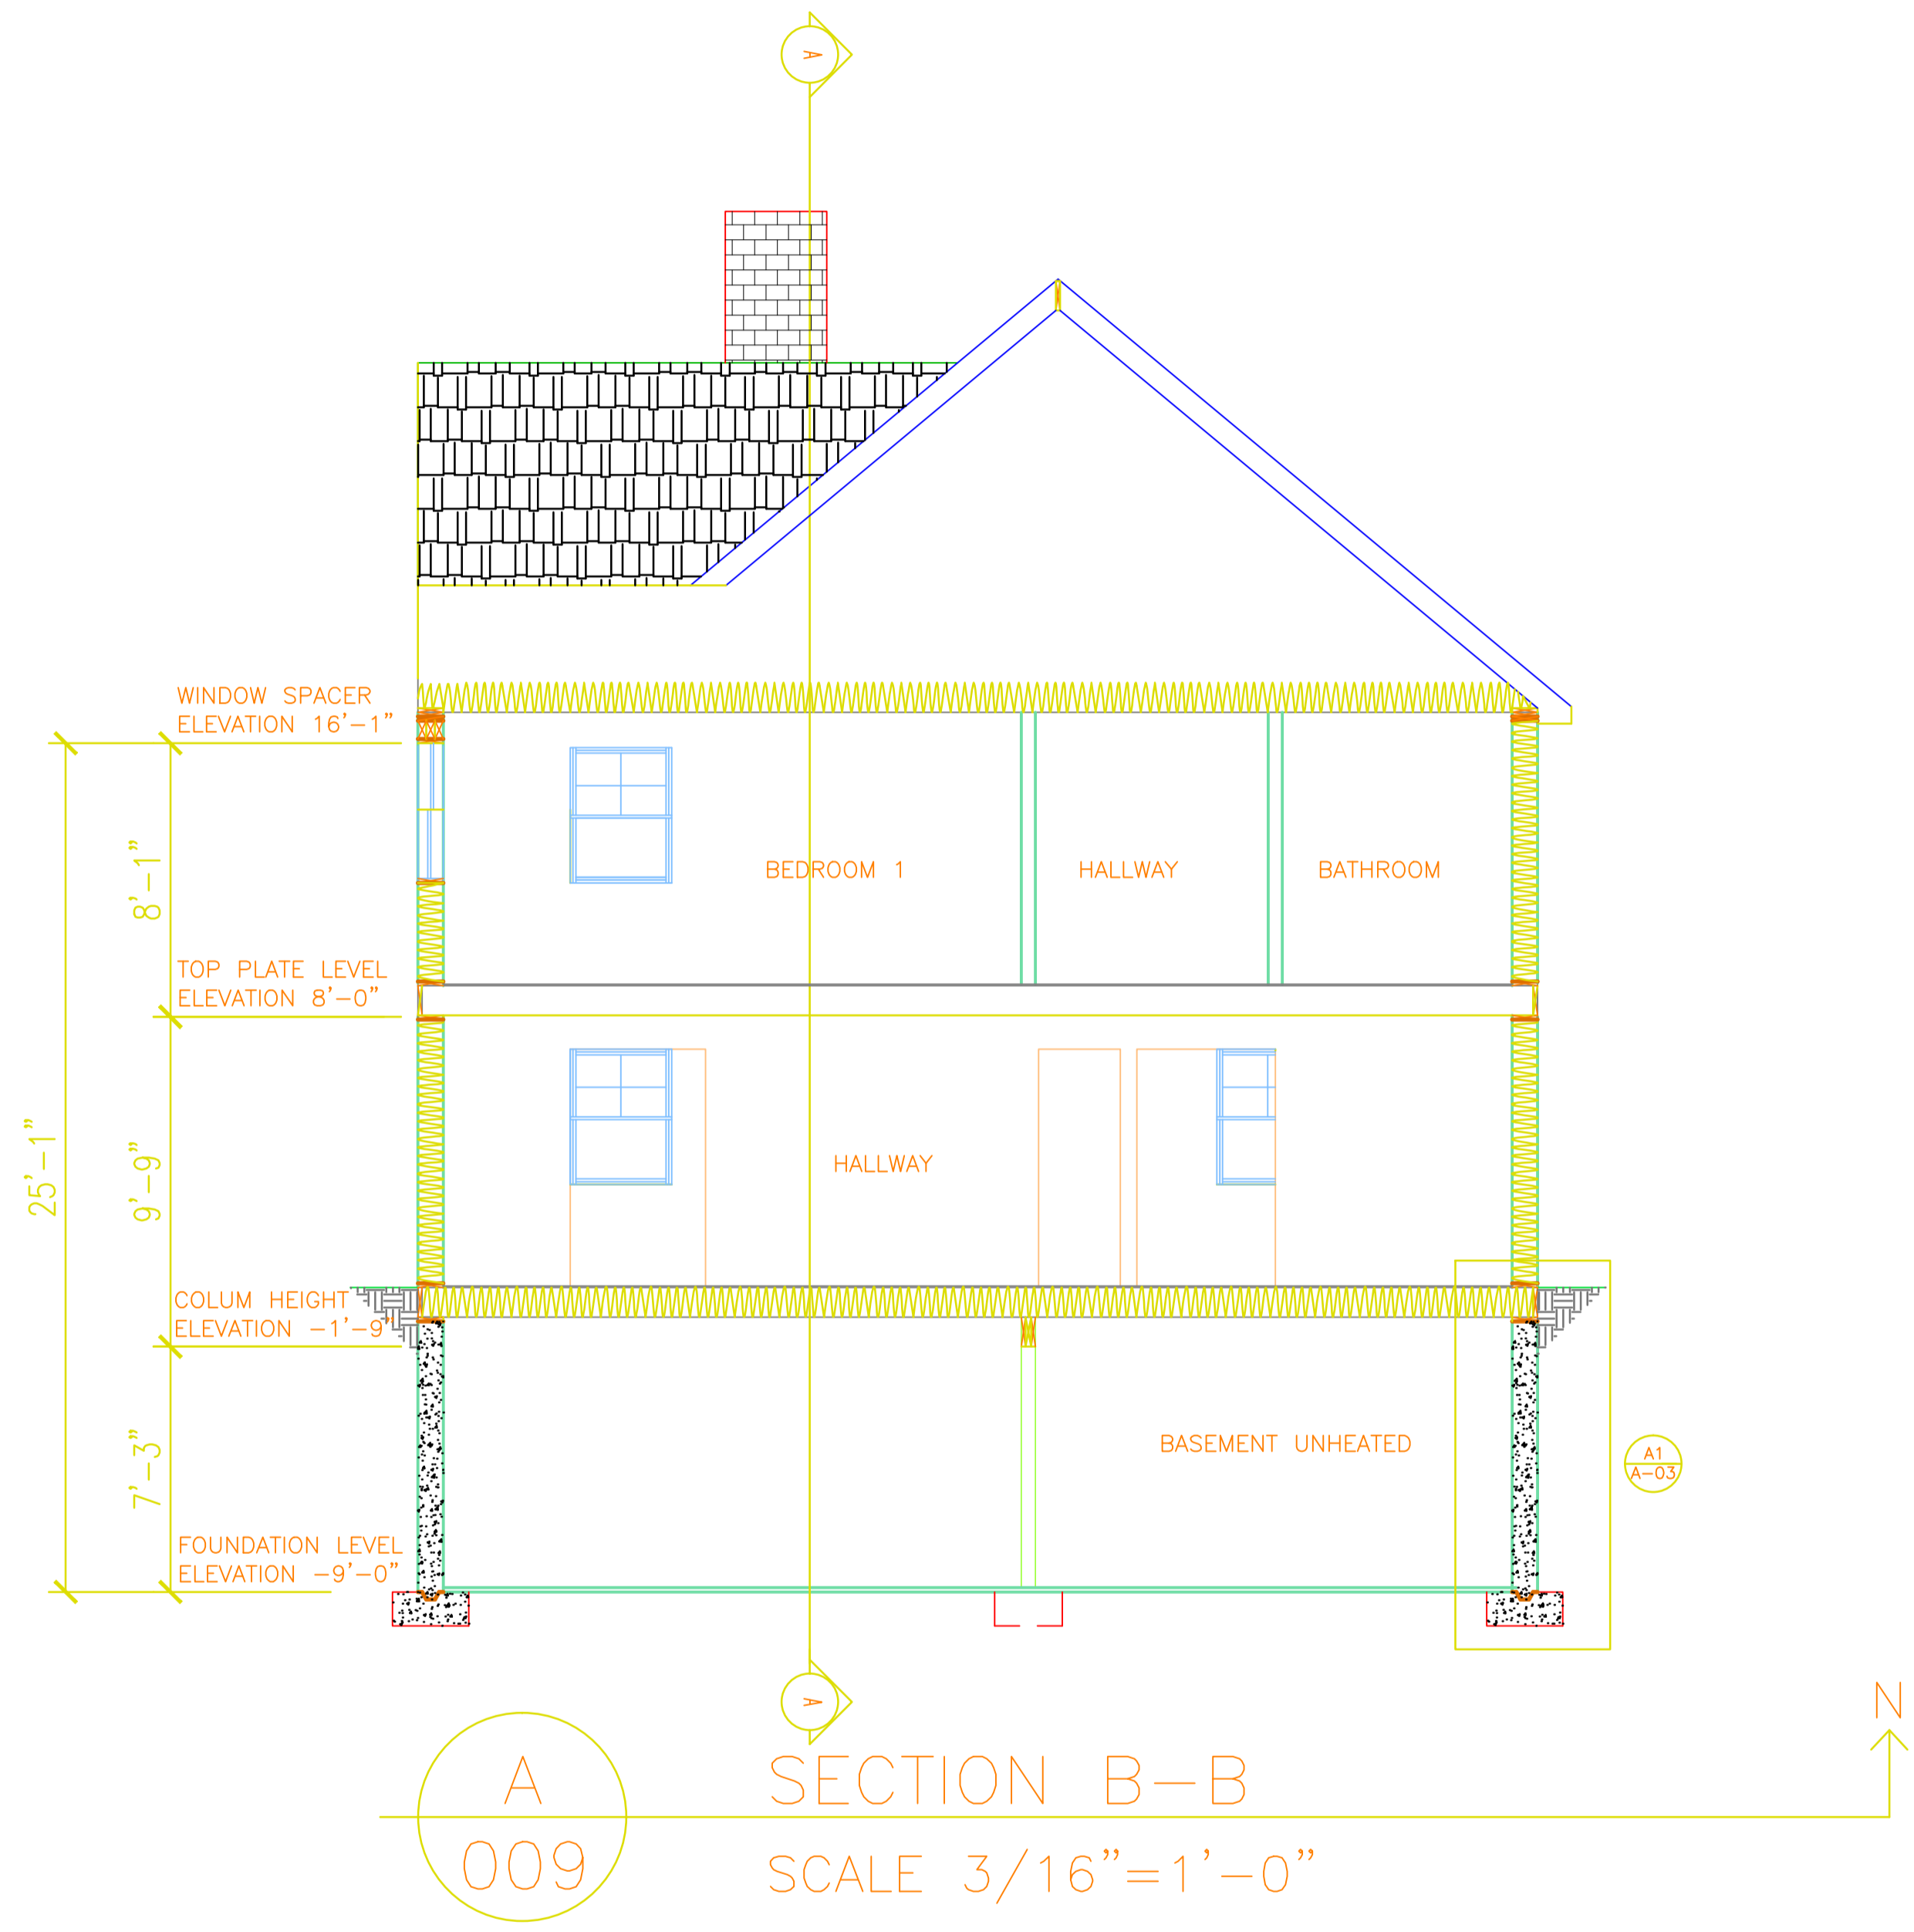 A
WINDOW SPACER
ELEVATION 16'-1"
8'-1"
BEDROOM 1
HALLWAY
BATHROOM
TOP PLATE LEVEL
ELEVATION 8'-0"
25'-1"
9'-9"
HALLWAY
COLUM HEIGHT
ELEVATION -1'-9"
7'-3"
BASEMENT UNHEATED
A1
A-03
FOUNDATION LEVEL
ELEVATION -9'-0"
A
N
A
009
SECTION B-B
SCALE 3/16"=1'-0"